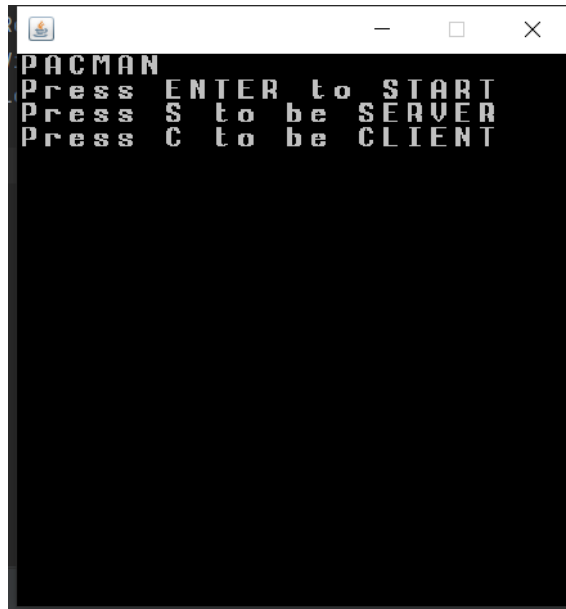 PACMAN
Press ENTER to START
Press S to be SERVER
Press C to be CLIENT